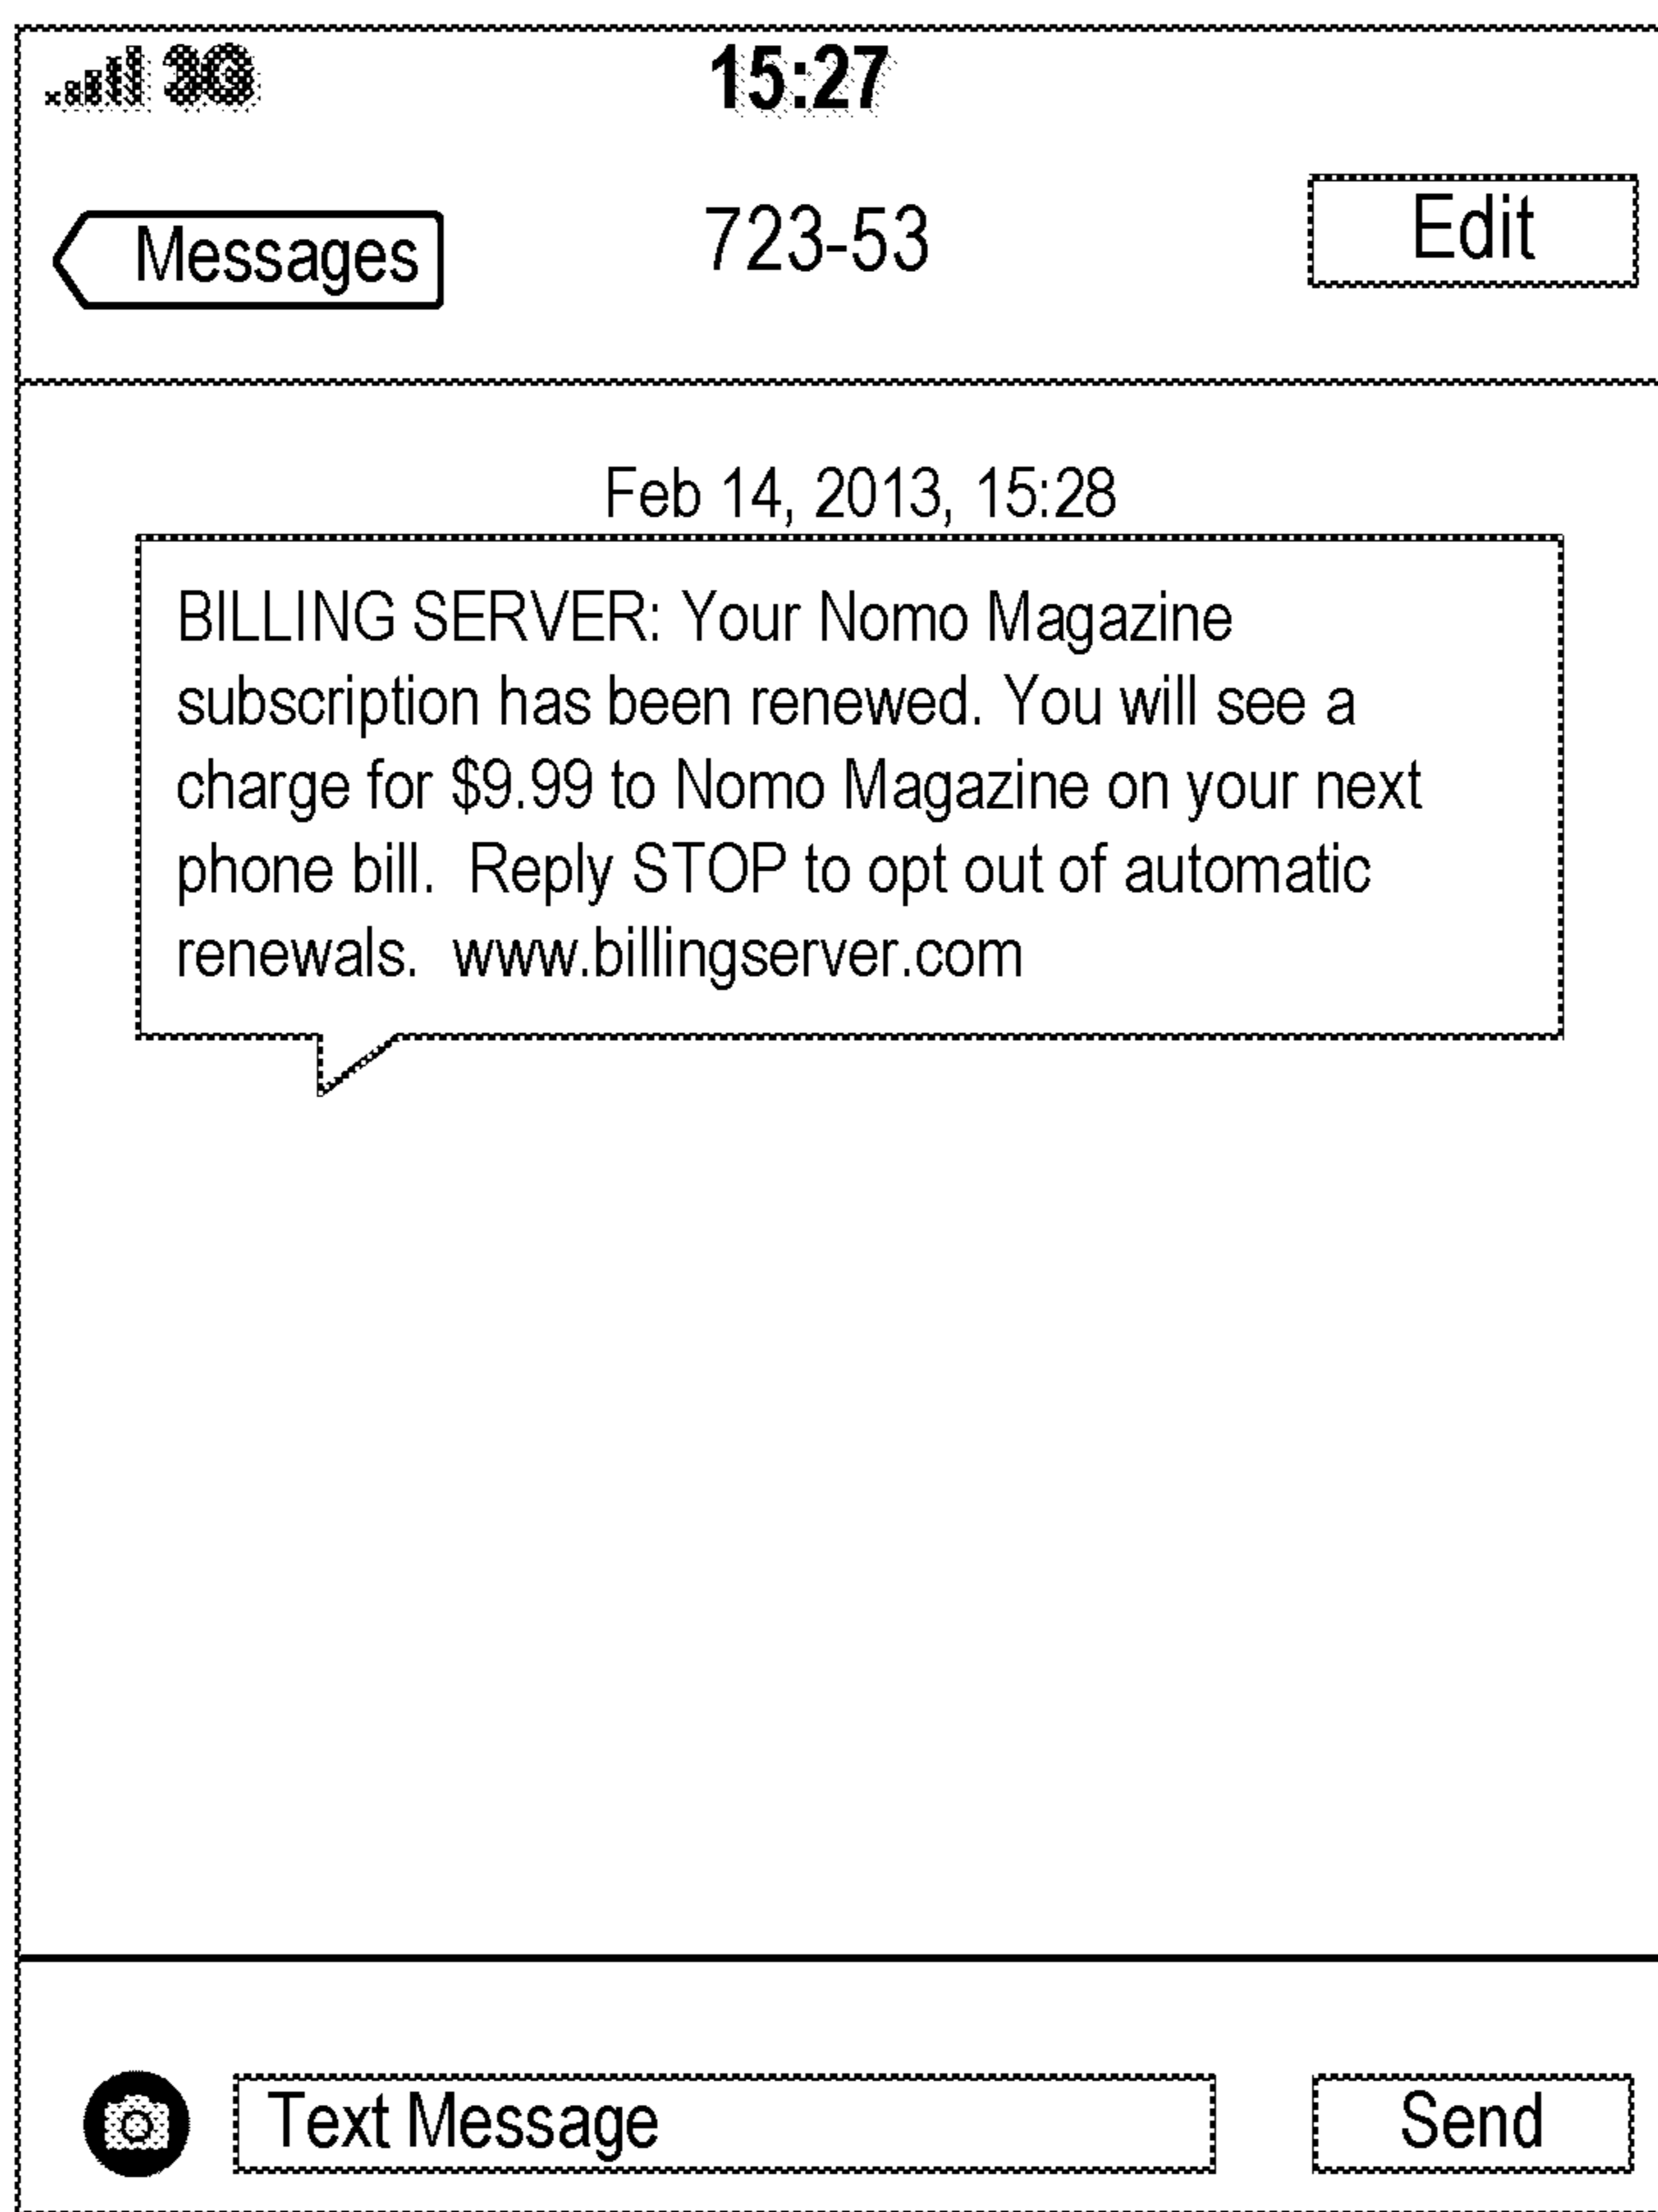 3G 15:27
Messages 723-53 Edit
Feb 14, 2013, 15:28
BILLING SERVER: Your Nomo Magazine
subscription has been renewed. You will see a
charge for $9.99 to Nomo Magazine on your next
phone bill.  Reply STOP to opt out of automatic
renewals.  www.billingserver.com
Text Message Send